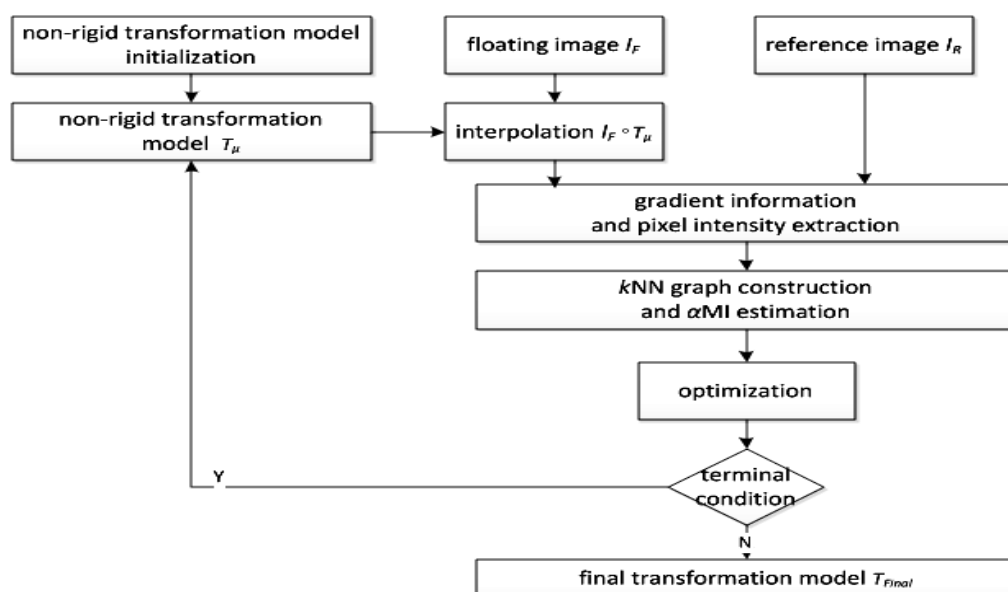 non-rigid transformation model
initialization
floating image I_F
reference image I_R
non-rigid transformation
model T_μ
interpolation I_F ∘ T_μ
gradient information
and pixel intensity extraction
kNN graph construction
and αMI estimation
optimization
terminal
condition
Y
N
final transformation model T_Final